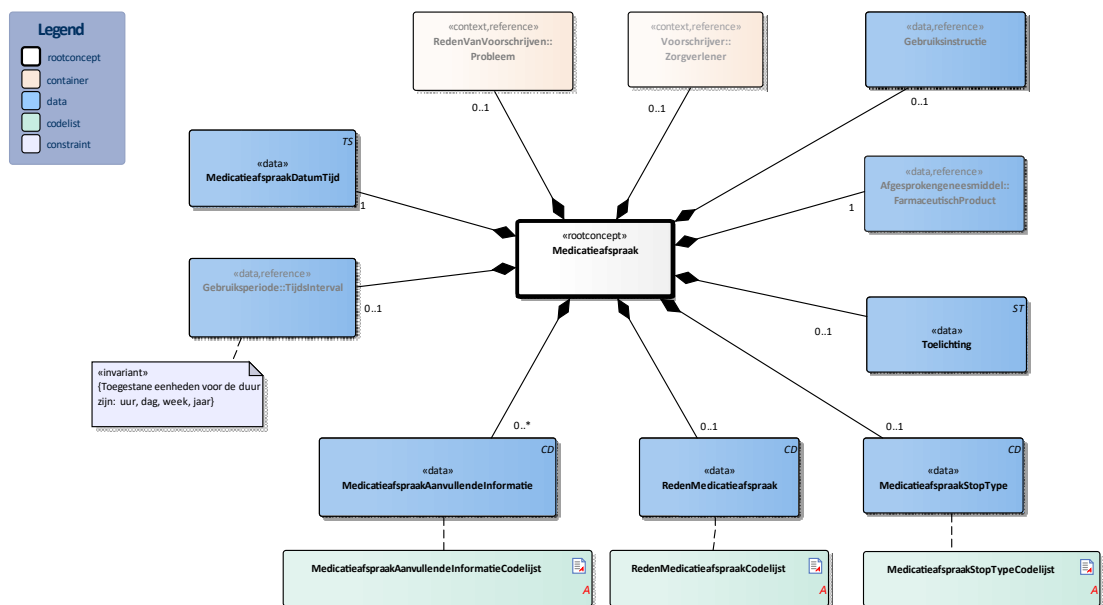 Legend
rootconcept
container
data
codelist
constraint
«context,reference»
RedenVanVoorschrijven::
Probleem
0..1
«context,reference»
Voorschrijver::
Zorgverlener
0..1
«data,reference»
Gebruiksinstructie
0..1
TS
«data»
MedicatieafspraakDatumTijd
1
«data,reference»
Afgesprokengeneesmiddel::
FarmaceutischProduct
1
«rootconcept»
Medicatieafspraak
«data,reference»
Gebruiksperiode::TijdsInterval
0..1
ST
«data»
Toelichting
0..1
«invariant»
{Toegestane eenheden voor de duur
zijn: uur, dag, week, jaar}
0..*
CD
«data»
MedicatieafspraakAanvullendeInformatie
0..1
CD
«data»
RedenMedicatieafspraak
0..1
CD
«data»
MedicatieafspraakStopType
MedicatieafspraakAanvullendeInformatieCodelijst
A
RedenMedicatieafspraakCodelijst
A
MedicatieafspraakStopTypeCodelijst
A